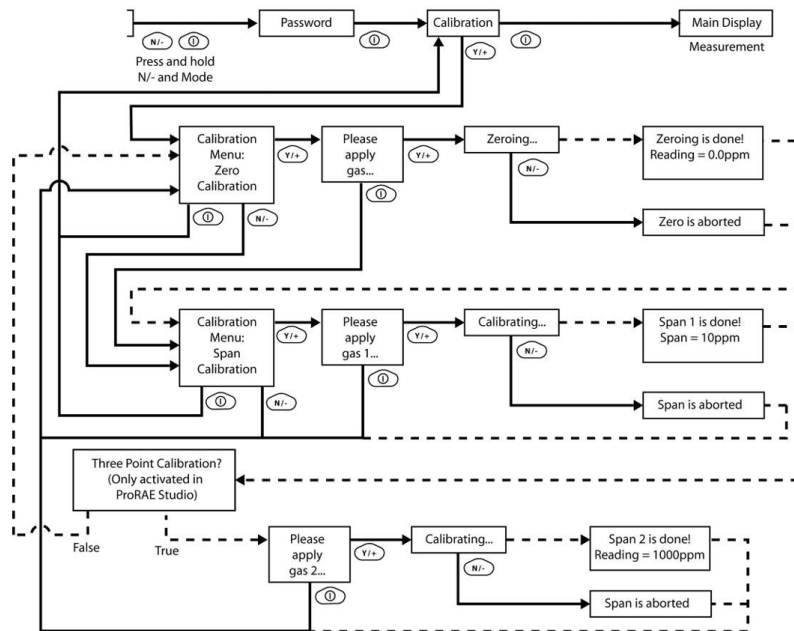 Password
Calibration
Main Display
N/-
Y/+
Press and hold
N/- and Mode
Measurement
Calibration
Menu:
Zero
Calibration
Y/+
Please
apply
gas...
Y/+
Zeroing...
Zeroing is done!
Reading = 0.0ppm
N/-
N/-
Zero is aborted
Calibration
Menu:
Span
Calibration
Y/+
Please
apply
gas 1...
Y/+
Calibrating...
Span 1 is done!
Span = 10ppm
N/-
N/-
Span is aborted
Three Point Calibration?
(Only activated in
ProRAE Studio)
False
True
Please
apply
gas 2...
Y/+
Calibrating...
Span 2 is done!
Reading = 1000ppm
N/-
Span is aborted